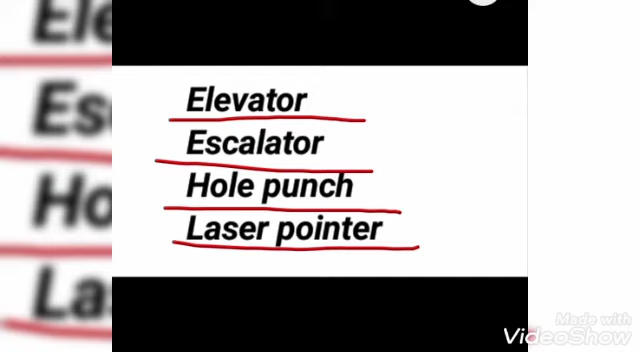 Elevator
Escalator
Hole punch
Laser pointer
Made with
VideoShow